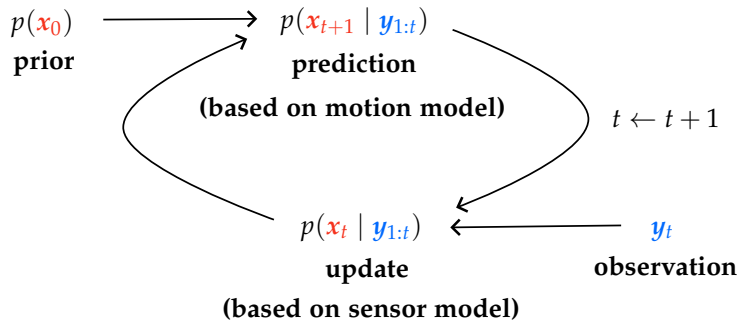 p(x₀)
prior
p(xₜ₊₁ | y₁:ₜ)
prediction
(based on motion model)
t ← t + 1
p(xₜ | y₁:ₜ)
update
(based on sensor model)
yₜ
observation